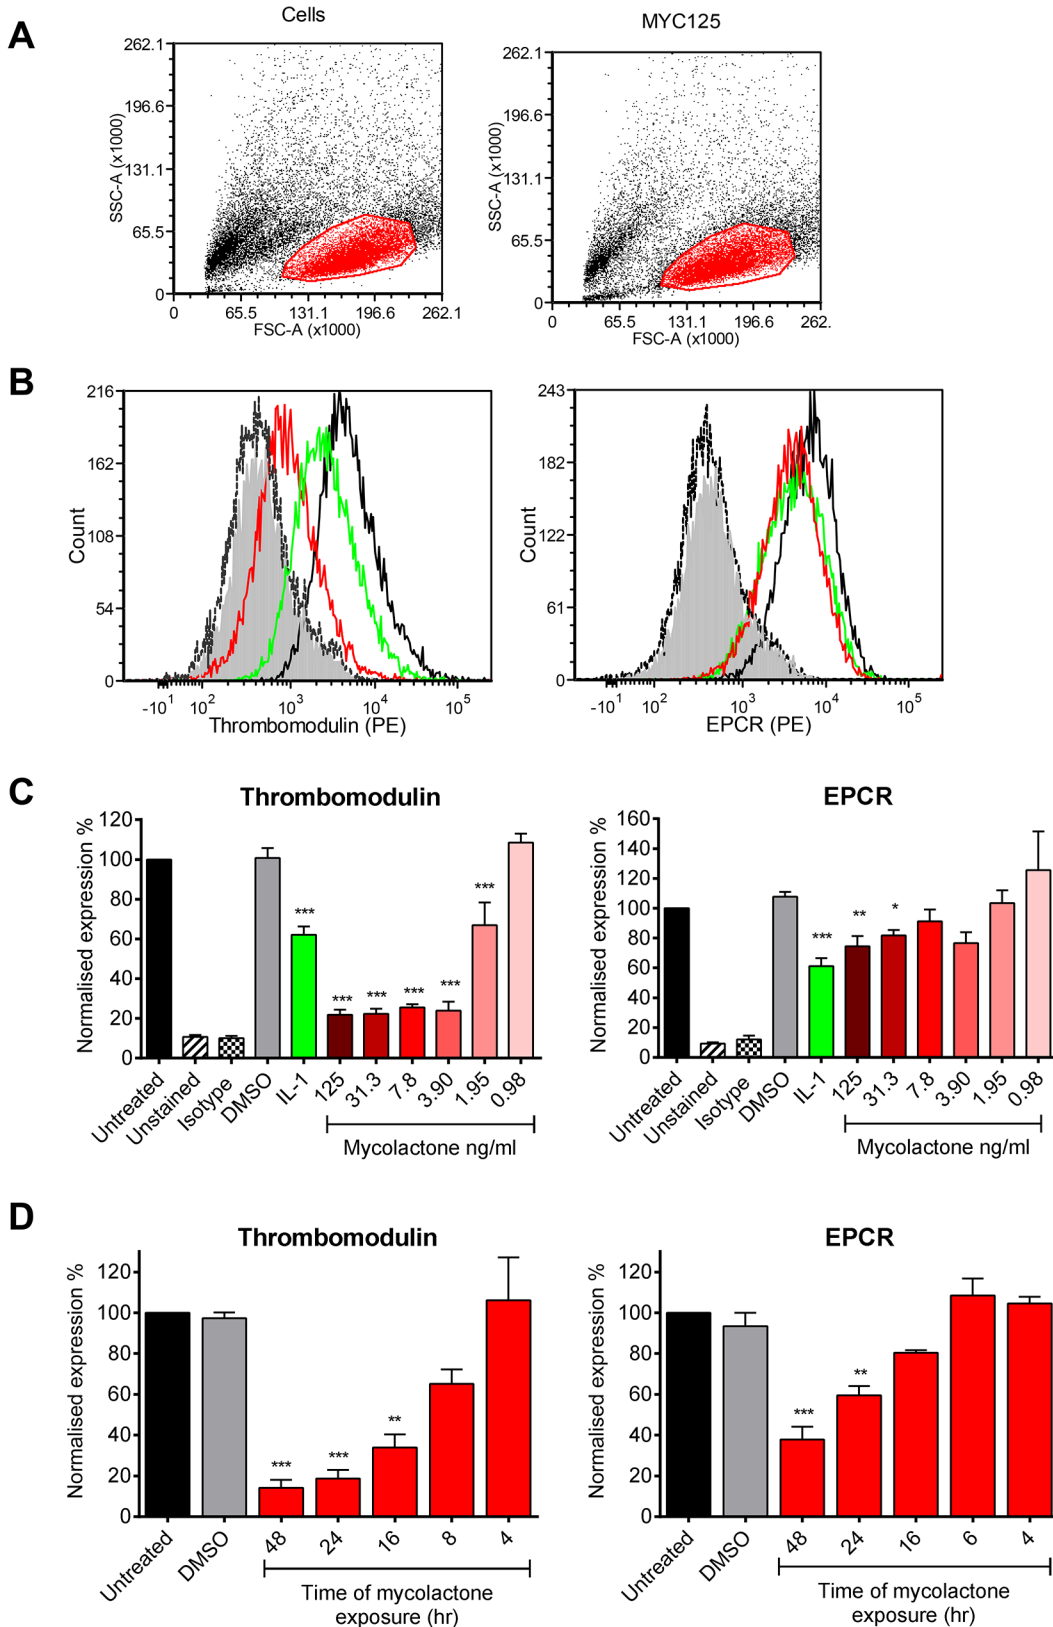 A
Cells
MYC125
262.1
196.6
131.1
65.5
0
SSC-A (x1000)
0 65.5 131.1 196.6 262.1
FSC-A (x1000)
262.1
196.6
131.1
65.5
0
SSC-A (x1000)
0 65.5 131.1 196.6 262.
FSC-A (x1000)
B
216
162
108
54
0
Count
-10¹ 10² 10³ 10⁴ 10⁵
Thrombomodulin (PE)
243
182
122
61
0
Count
-10¹ 10² 10³ 10⁴ 10⁵
EPCR (PE)
C
Thrombomodulin
Normalised expression %
120
100
80
60
40
20
0
*** *** *** *** *** ***
Untreated Unstained Isotype DMSO IL-1 125 31.3 7.8 3.90 1.95 0.98
Mycolactone ng/ml
EPCR
Normalised expression %
160
140
120
100
80
60
40
20
0
*** ** *
Untreated Unstained Isotype DMSO IL-1 125 31.3 7.8 3.90 1.95 0.98
Mycolactone ng/ml
D
Thrombomodulin
Normalised expression %
120
100
80
60
40
20
0
*** *** **
Untreated DMSO 48 24 16 8 4
Time of mycolactone
exposure (hr)
EPCR
Normalised expression %
120
100
80
60
40
20
0
*** **
Untreated DMSO 48 24 16 6 4
Time of mycolactone
exposure (hr)